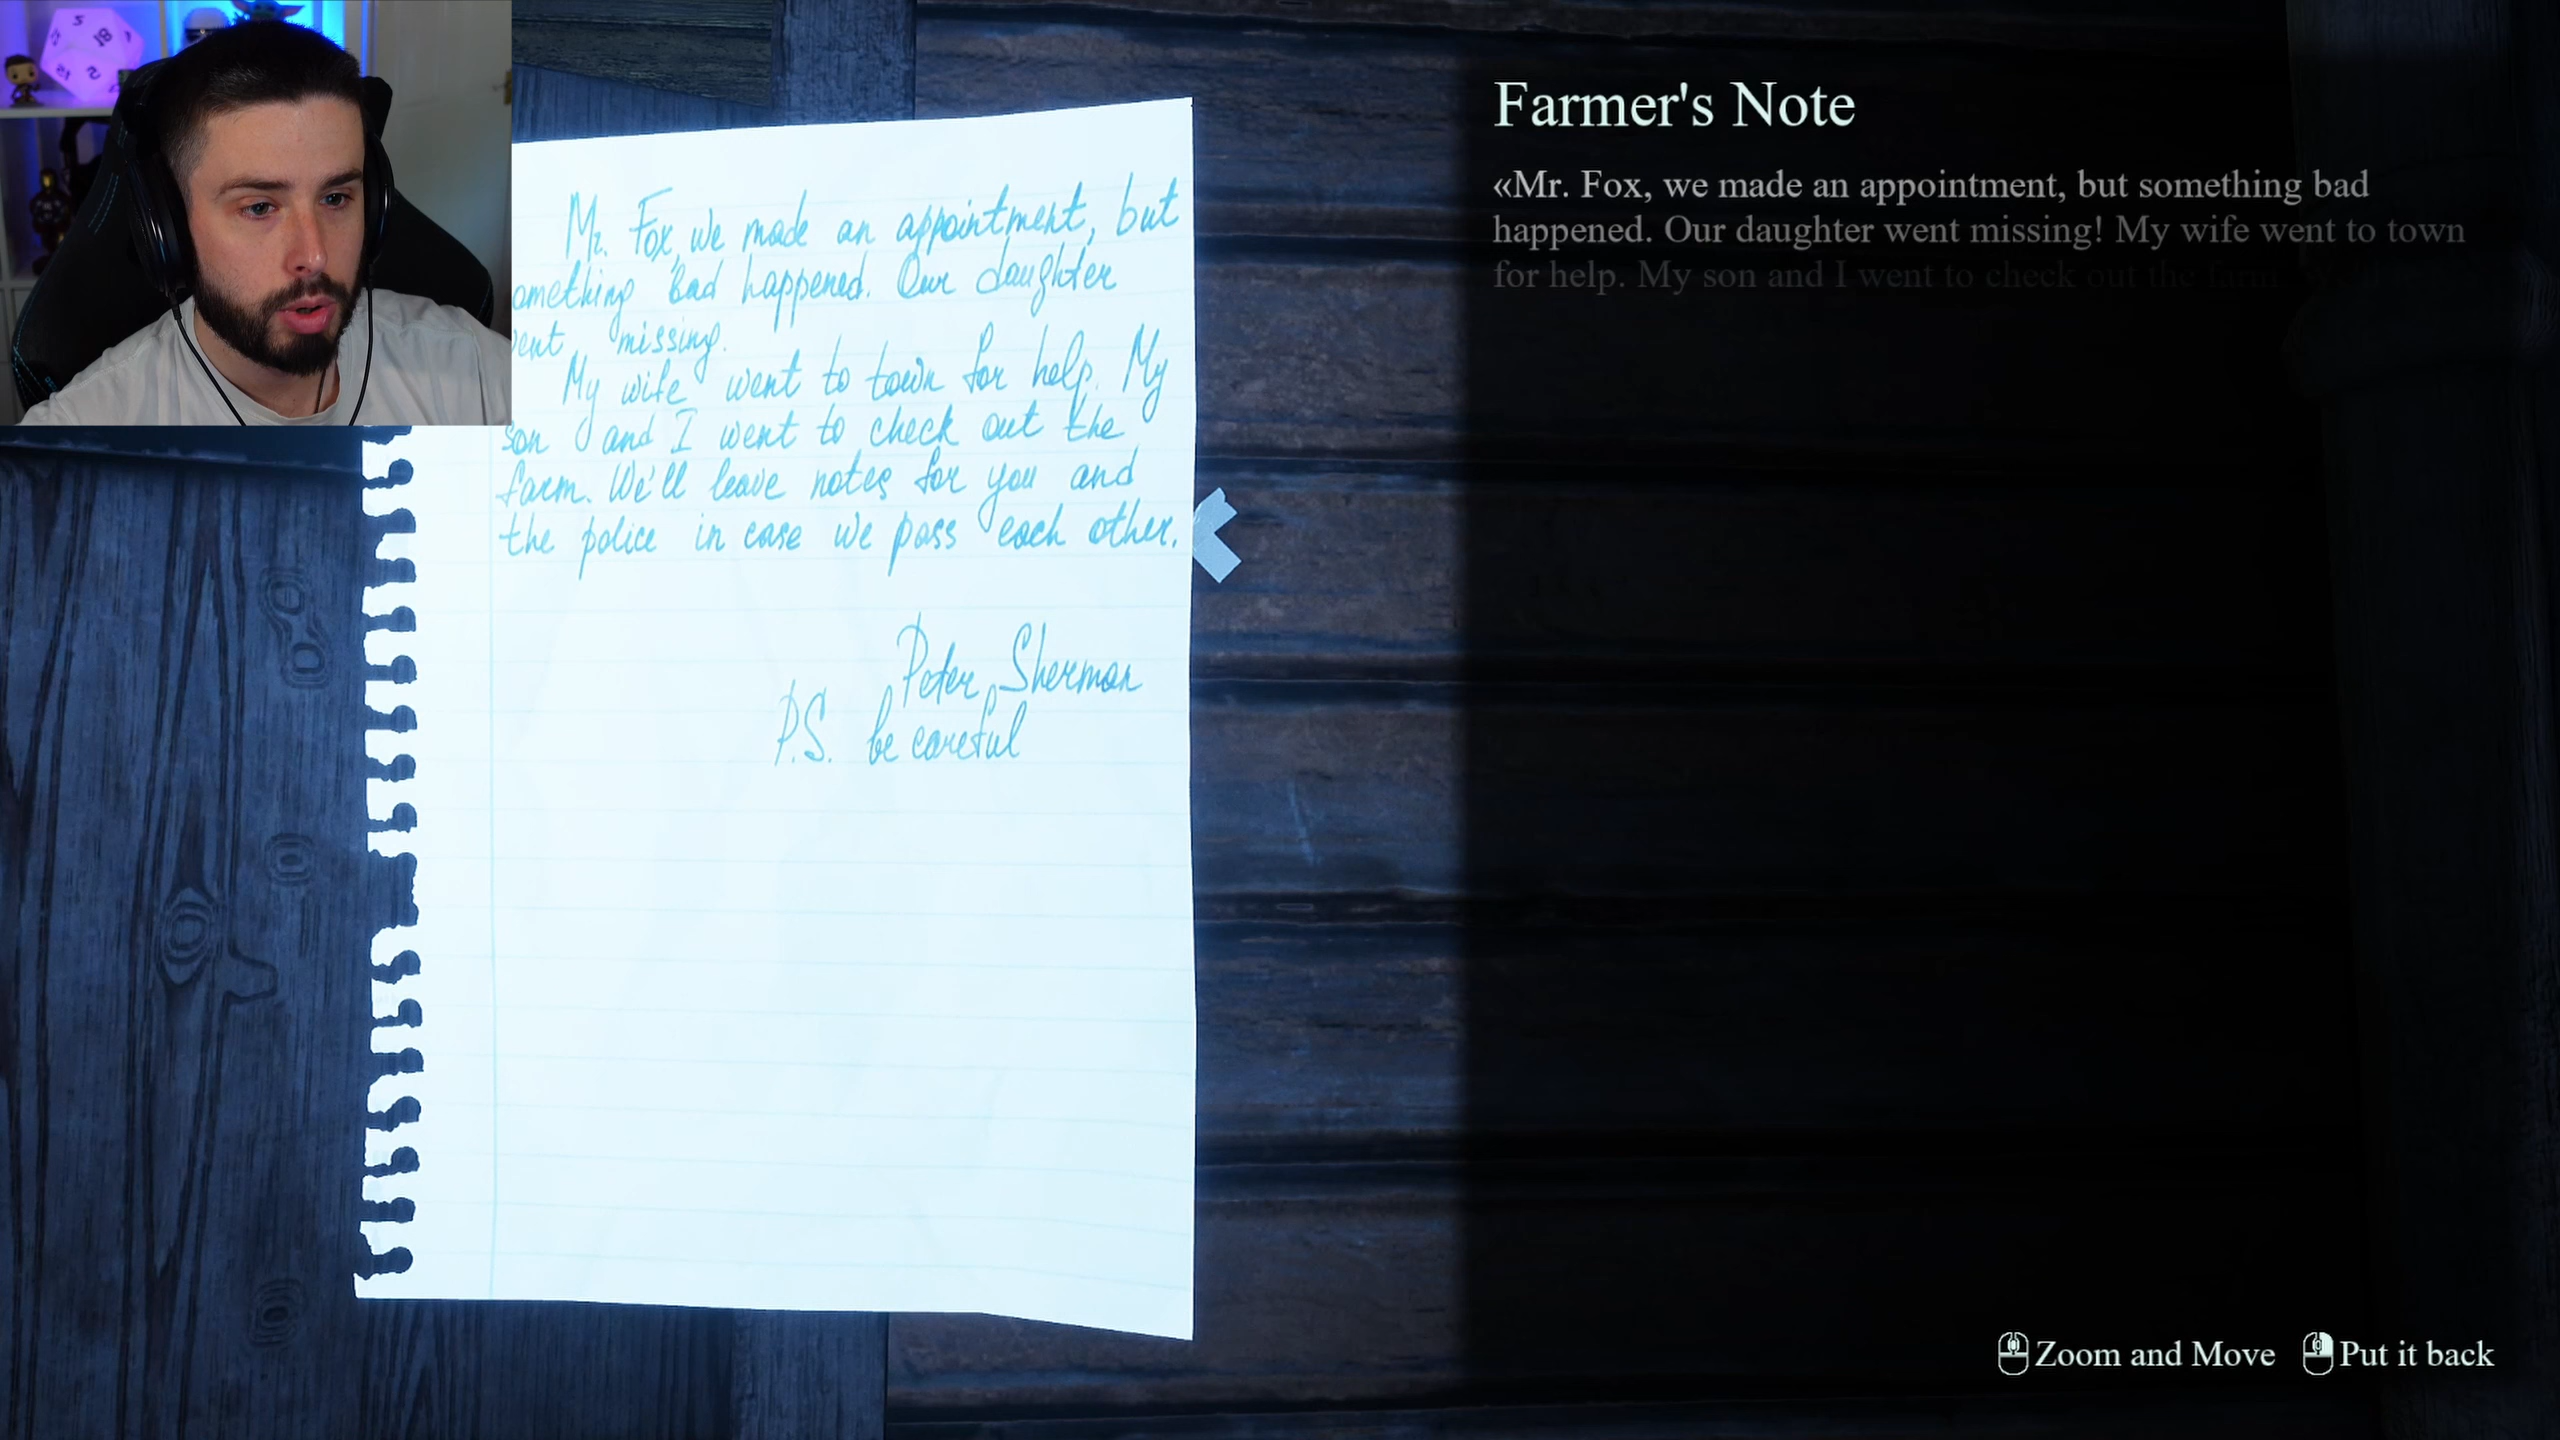 Mr. Fox, we made an appointment, but
omething bad happened. Our daughter
ent missing.
My wife went to town for help. My
son and I went to check out the
farm. We'll leave notes for you and
the police in case we pass each other.
Peter Sherman
P.S. be careful
Farmer's Note
«Mr. Fox, we made an appointment, but something bad
happened. Our daughter went missing! My wife went to town
for help. My son and I went to check out the farm.
Zoom and Move
Put it back
5
18